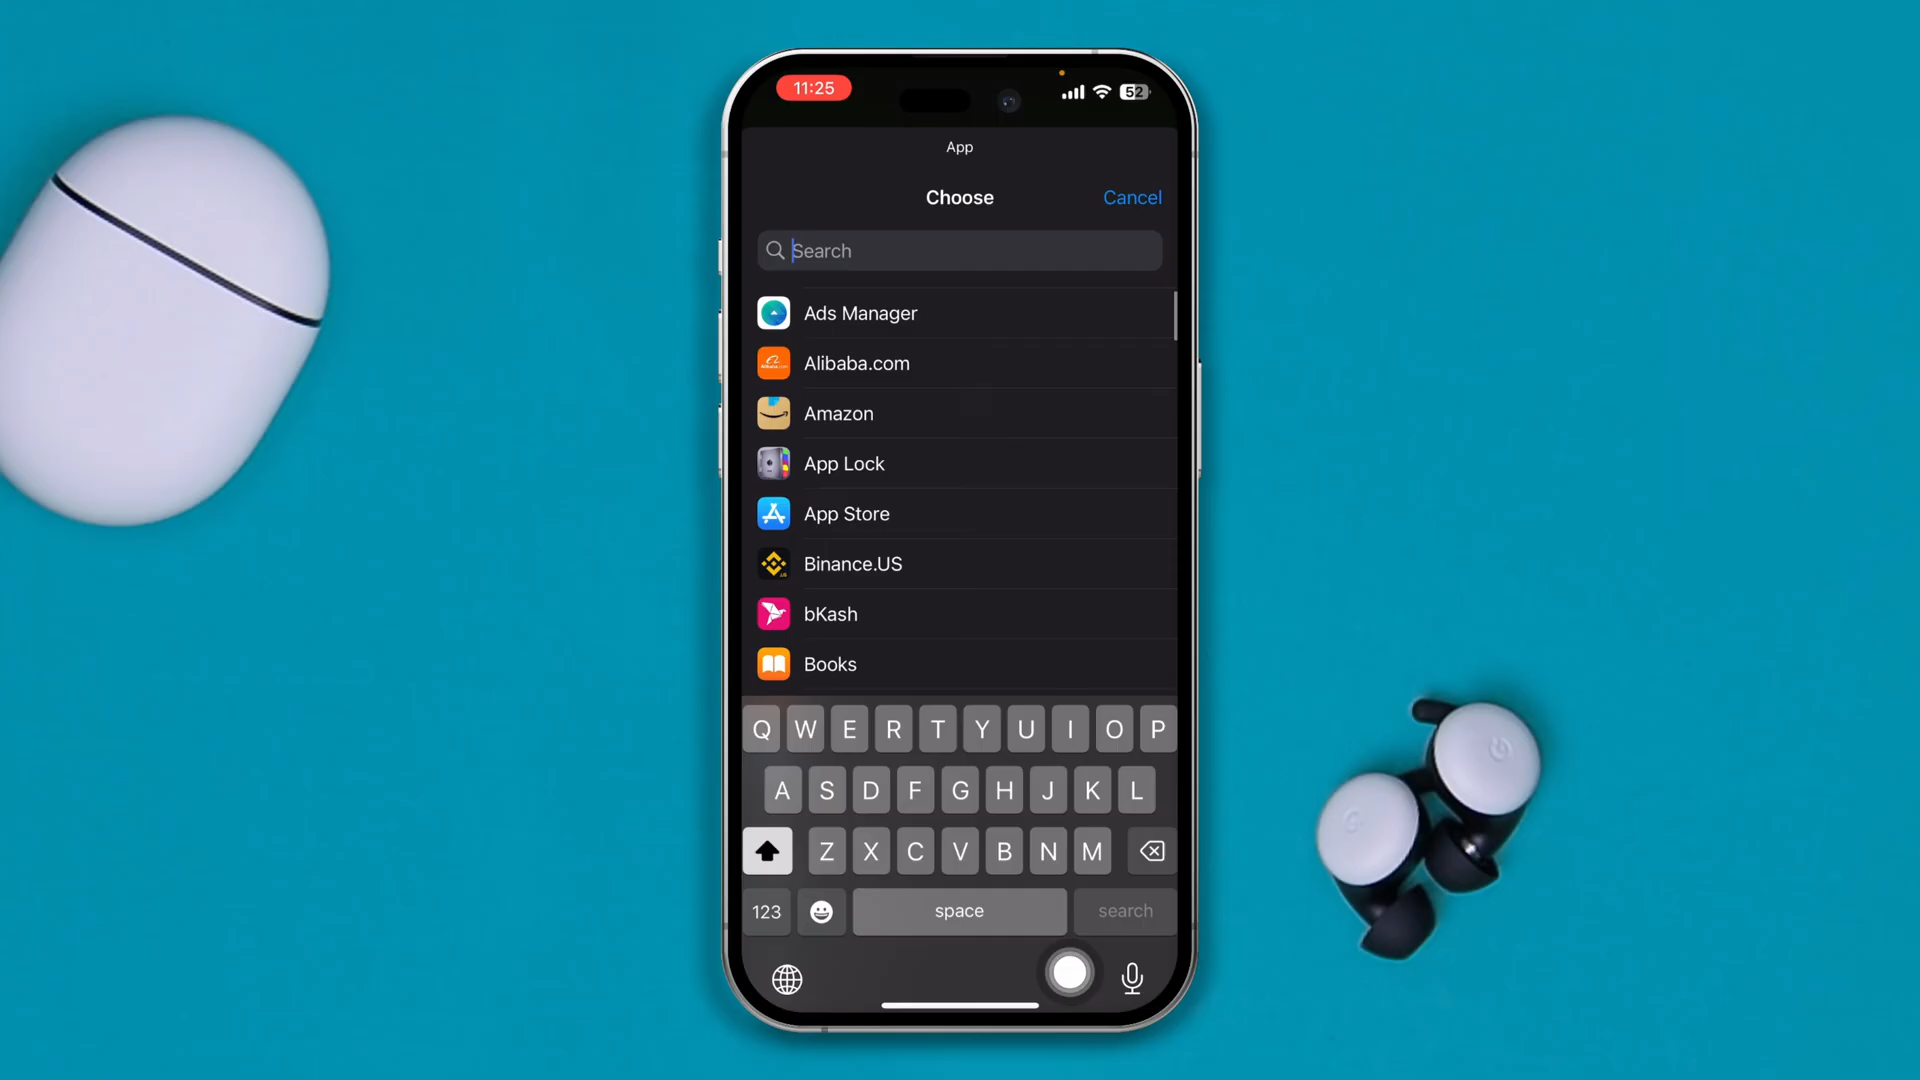 11:25
52
App
Choose
Cancel
Search
Ads Manager
Alibaba.com
Amazon
App Lock
App Store
Binance.US
bKash
Books
Q W E R T Y U I O P
A S D F G H J K L
Z X C V B N M
123
space
search